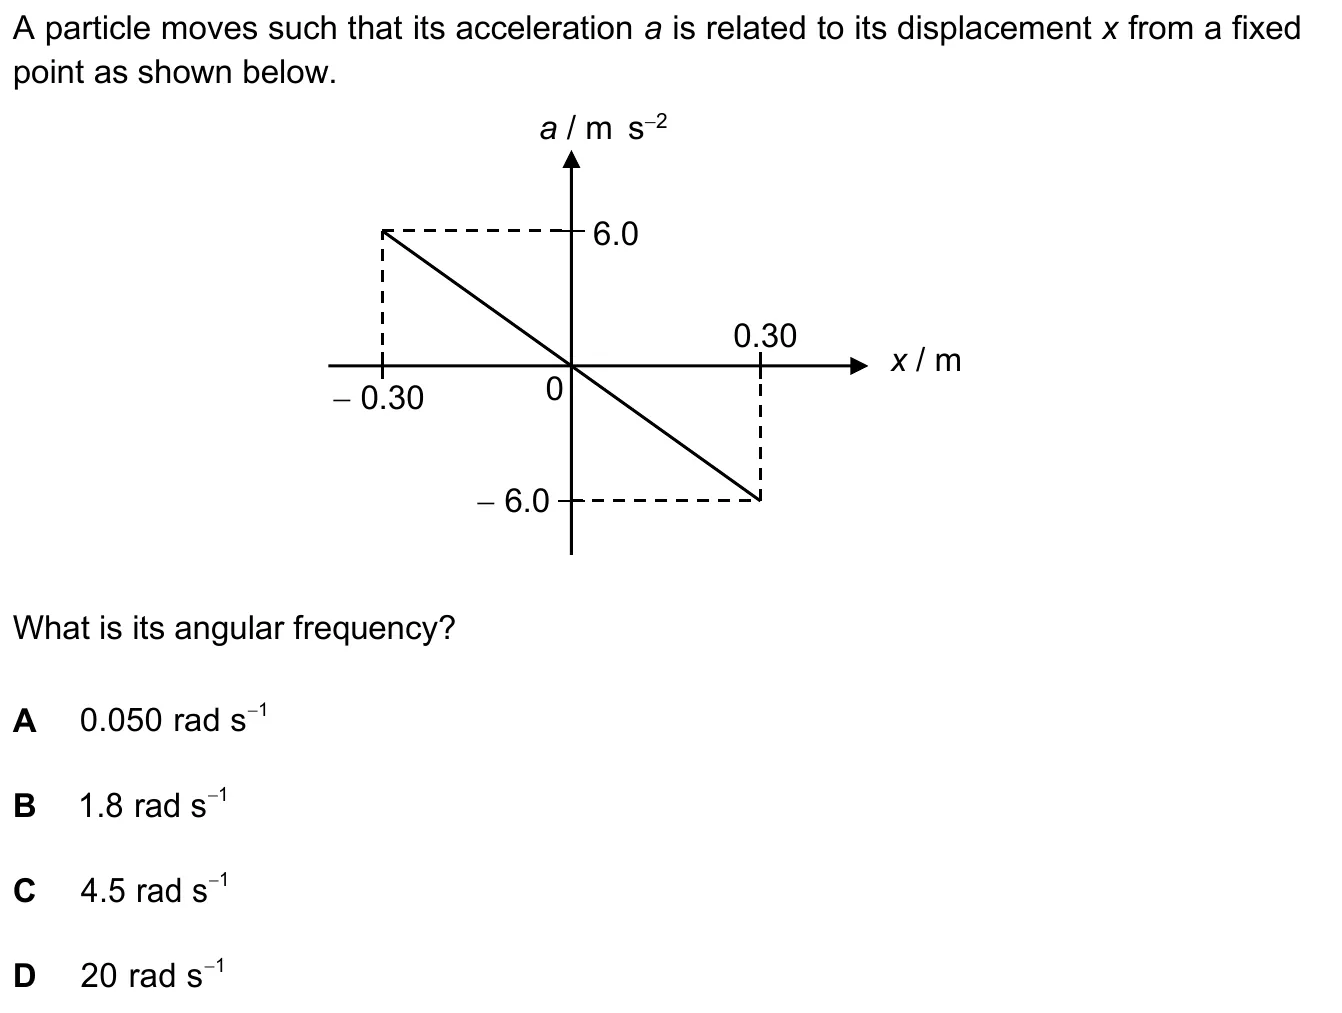 A particle moves such that its acceleration a is related to its displacement x from a fixed
point as shown below.
a / m s⁻²
6.0
0.30
x / m
– 0.30
0
– 6.0
What is its angular frequency?
A 0.050 rad s⁻¹
B 1.8 rad s⁻¹
C 4.5 rad s⁻¹
D 20 rad s⁻¹